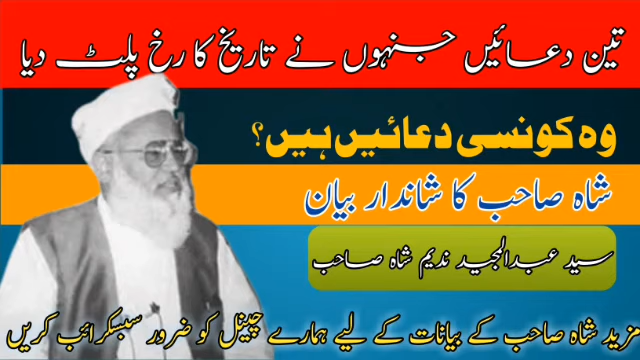 تین دعائیں جنہوں نے تاریخ کا رخ پلٹ دیا
وہ کونسی دعائیں ہیں؟
شاہ صاحب کا شاندار بیان
سید عبدالمجید ندیم شاہ صاحب
مزید شاہ صاحب کے بیانات کے لیے ہمارے چینل کو ضرور سبسکرائب کریں